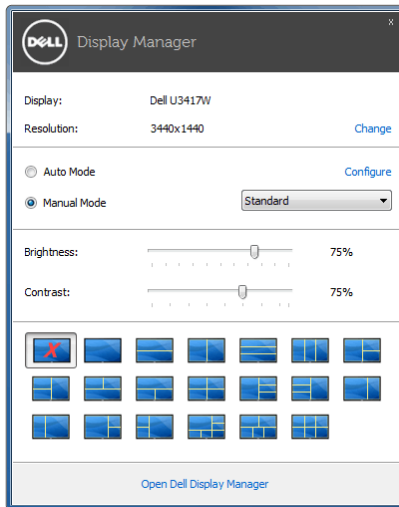 x
DELL Display Manager
Display: Dell U3417W
Resolution: 3440x1440 Change
Auto Mode Configure
Manual Mode Standard
Brightness: 75%
Contrast: 75%
X
Open Dell Display Manager